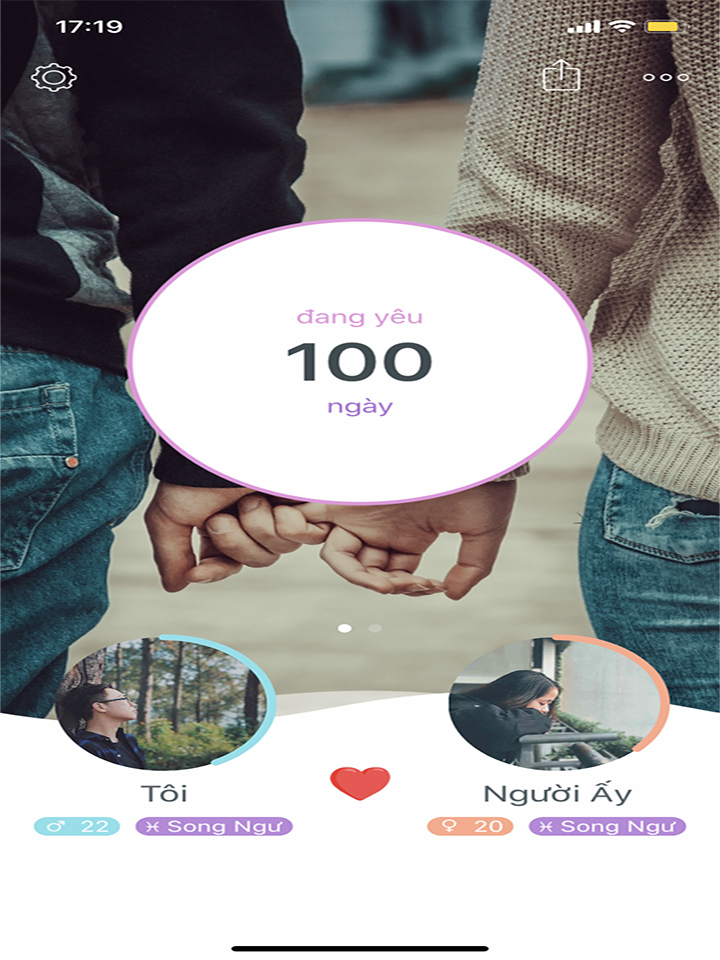 17:19
đang yêu
100
ngày
Tôi
Người Ấy
♂ 22 ♓ Song Ngư
♀ 20 ♓ Song Ngư